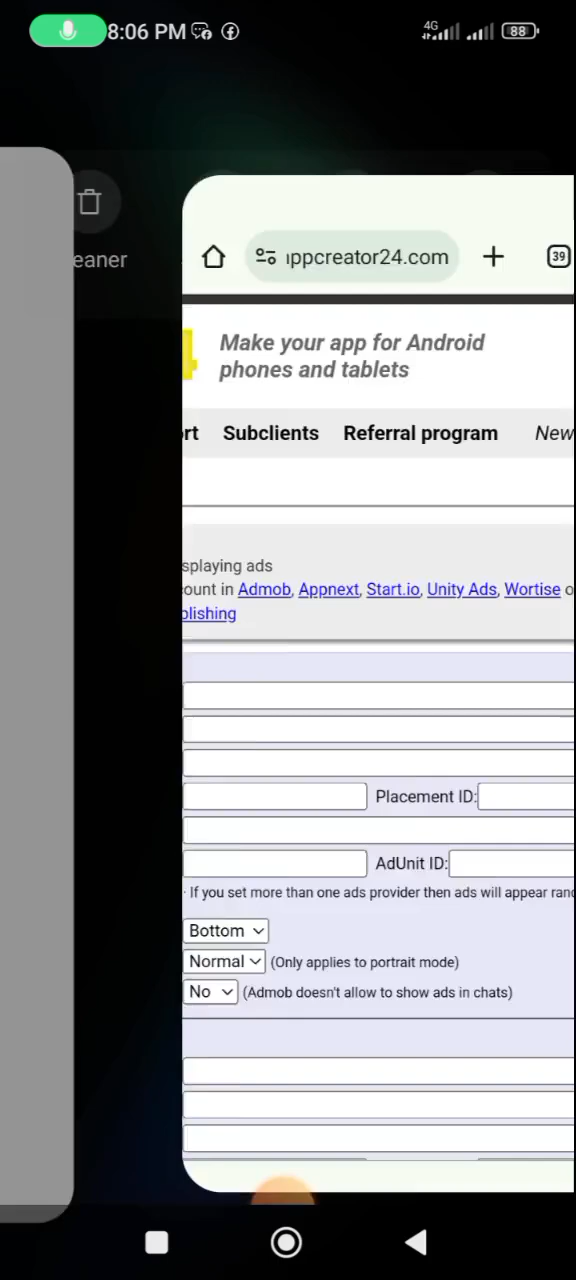 8:06 PM
4G
88
eaner
appcreator24.com
39
Make your app for Android
phones and tablets
rt Subclients Referral program New
splaying ads
ount in Admob, Appnext, Start.io, Unity Ads, Wortise o
blishing
Placement ID:
AdUnit ID:
· If you set more than one ads provider then ads will appear rand
Bottom
Normal (Only applies to portrait mode)
No (Admob doesn't allow to show ads in chats)